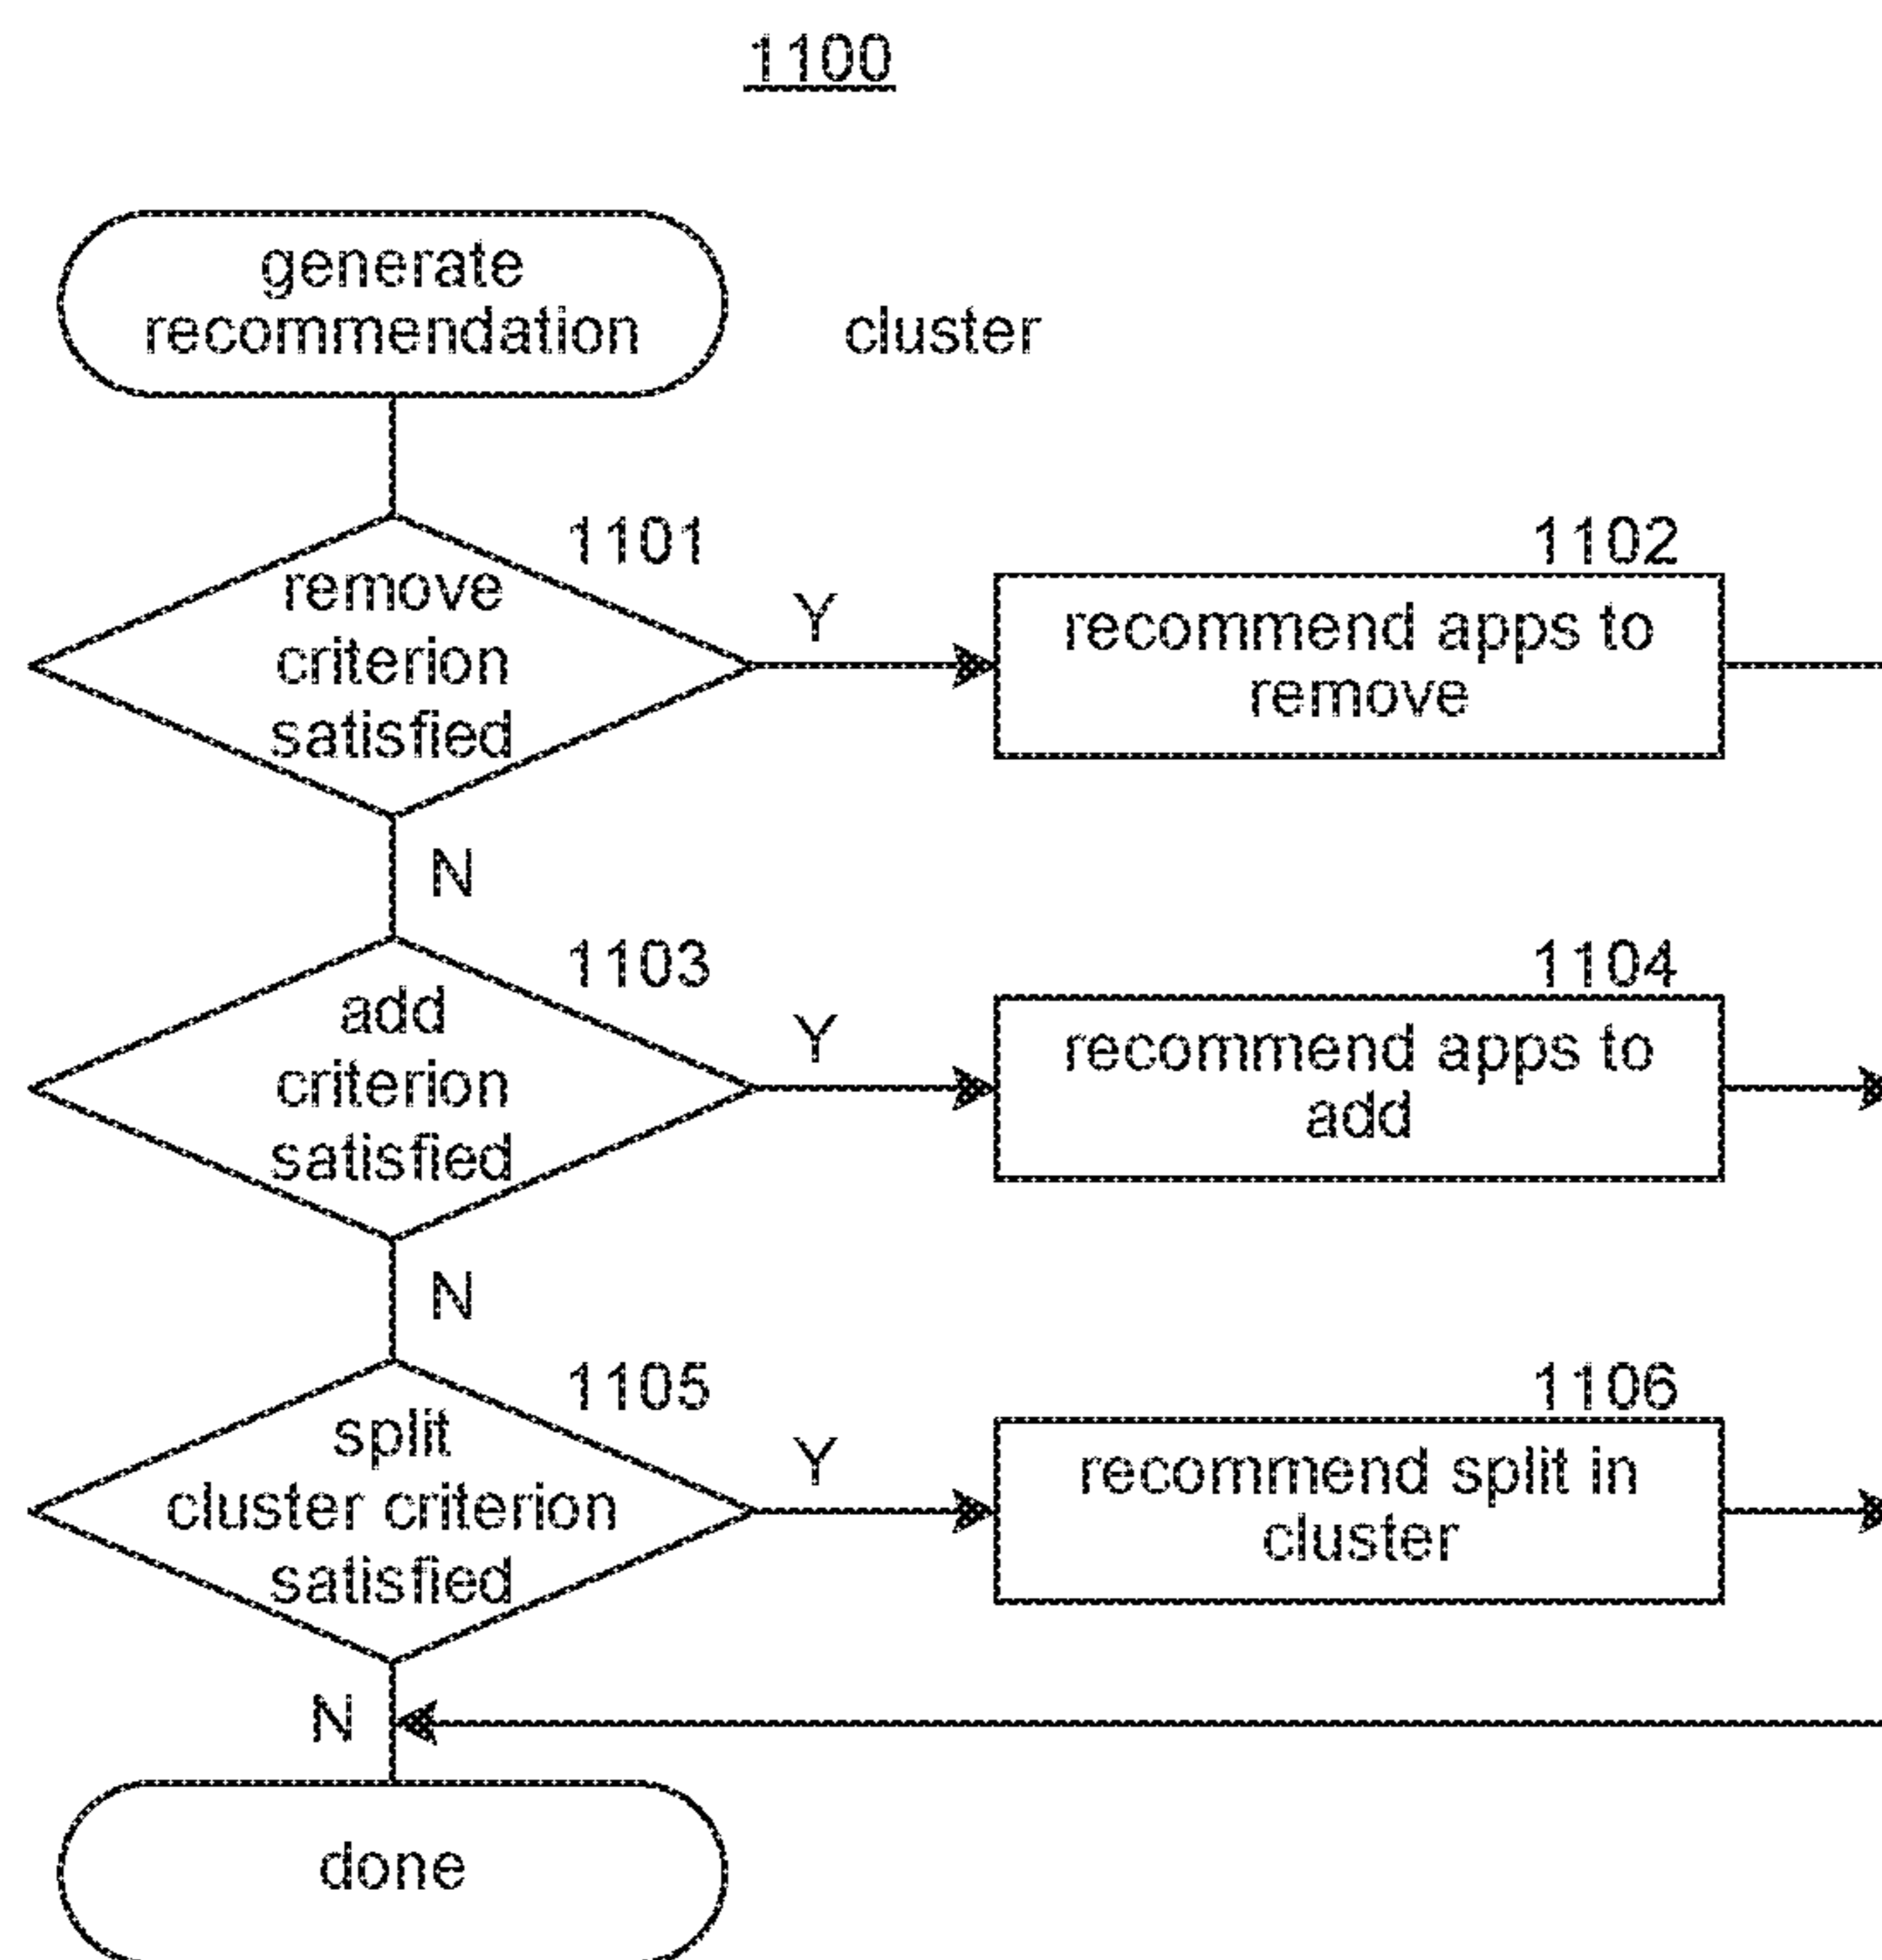 1100
generate
recommendation
cluster
1101
remove
criterion
satisfied
Y
1102
recommend apps to
remove
N
1103
add
criterion
satisfied
Y
1104
recommend apps to
add
N
1105
split
cluster criterion
satisfied
Y
1106
recommend split in
cluster
N
done